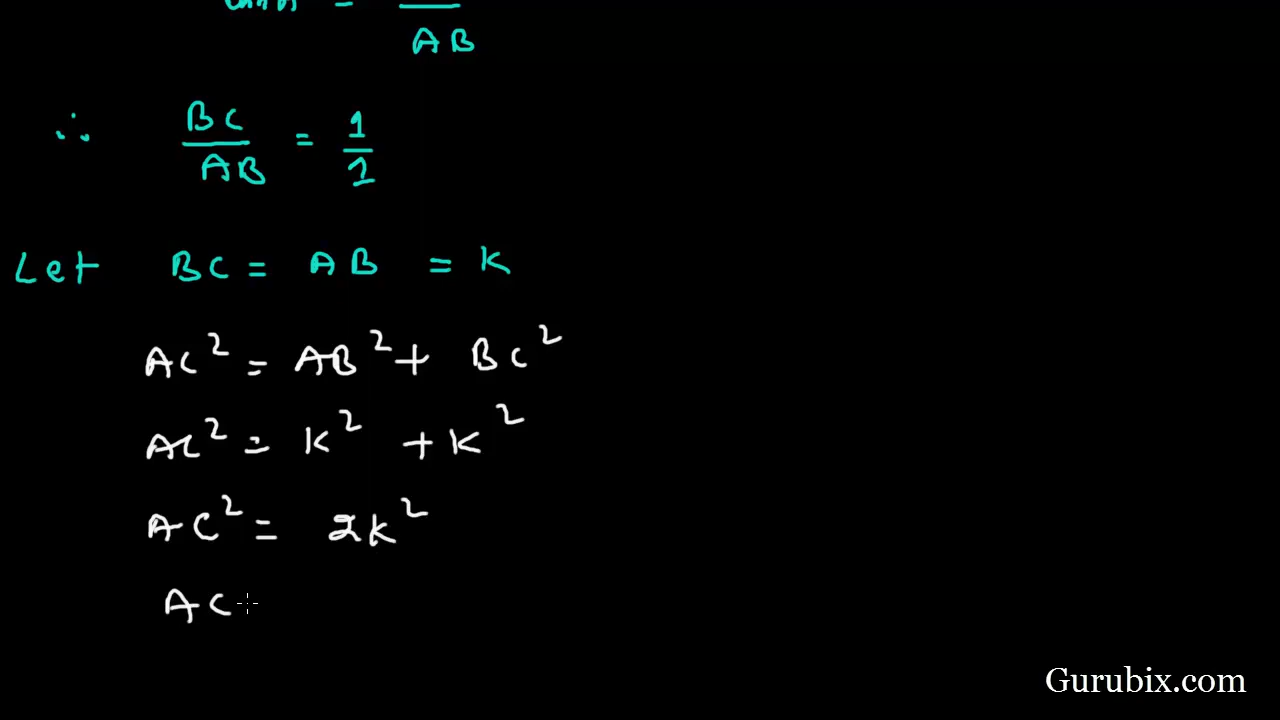 AB
∴ BC/AB = 1/1
Let BC = AB = K
AC² = AB² + BC²
AC² = K² + K²
AC² = 2K²
AC
Gurubix.com